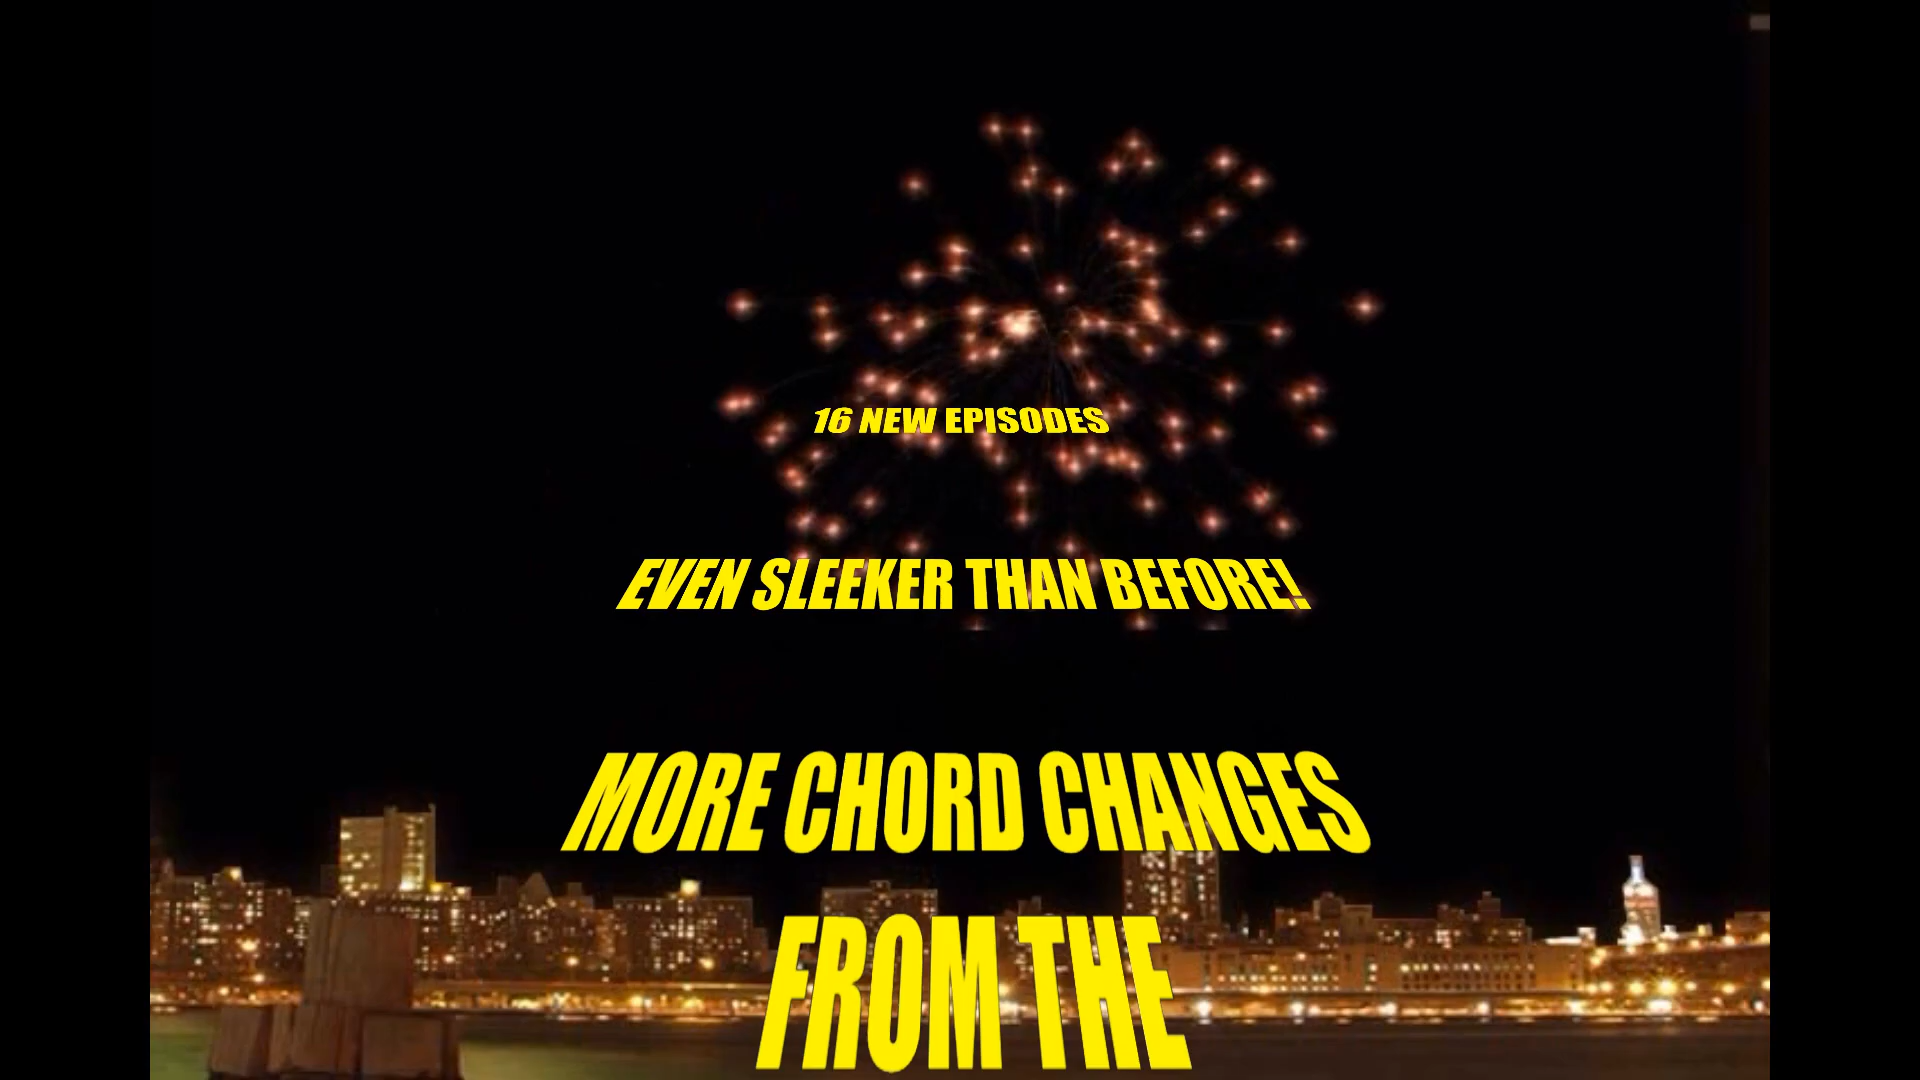 16 NEW EPISODES
EVEN SLEEKER THAN BEFORE!
MORE CHORD CHANGES
FROM THE